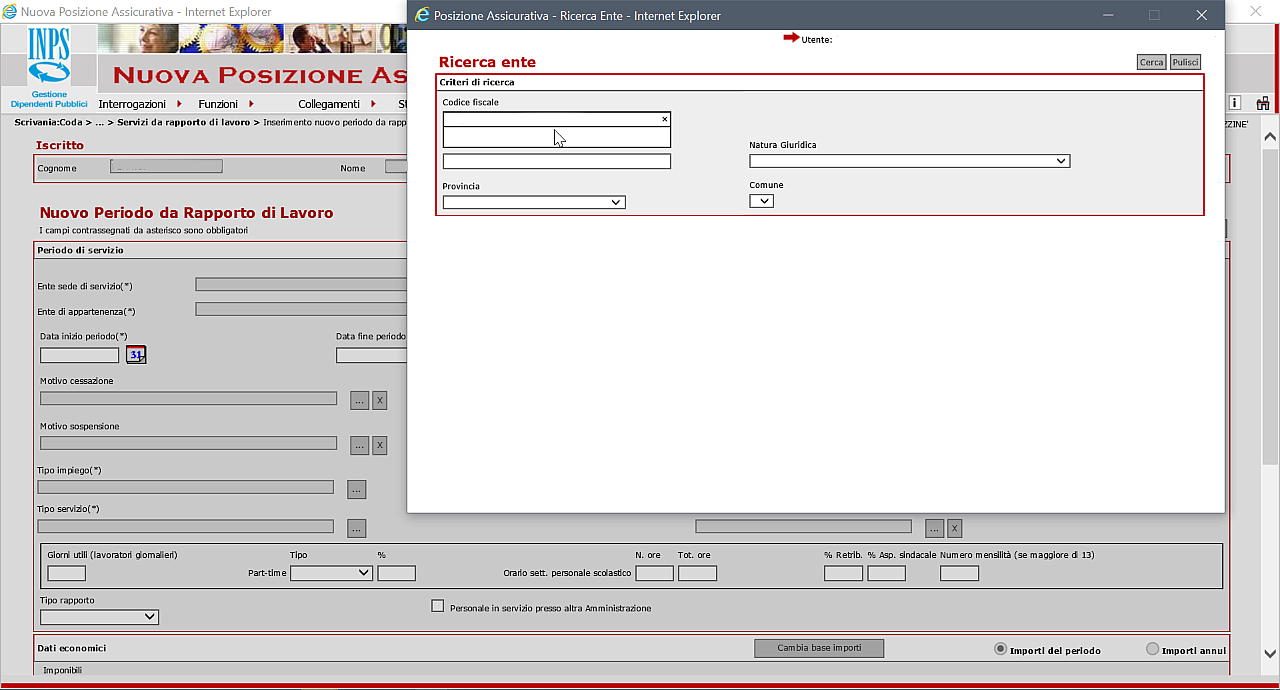 Nuova Posizione Assicurativa - Internet Explorer
Posizione Assicurativa - Ricerca Ente - Internet Explorer
INPS
Gestione
Dipendenti Pubblici
NUOVA POSIZIONE AS
Interrogazioni Funzioni Collegamenti
Scrivania:Coda > ... > Servizi da rapporto di lavoro > Inserimento nuovo periodo da rapp
ZZINE'
Iscritto
Cognome
Nome
Nuovo Periodo da Rapporto di Lavoro
I campi contrassegnati da asterisco sono obbligatori
Periodo di servizio
Ente sede di servizio(*)
Ente di appartenenza(*)
Data inizio periodo(*) Data fine periodo
31
Motivo cessazione
... X
Motivo sospensione
... X
Tipo impiego(*)
...
Tipo servizio(*)
... ... X
Giorni utili (lavoratori giornalieri) Tipo % N. ore Tot. ore % Retrib. % Asp. sindacale Numero mensilità (se maggiore di 13)
Part-time Orario sett. personale scolastico
Tipo rapporto
Personale in servizio presso altra Amministrazione
Dati economici Cambia base importi Importi del periodo Importi annui
Imponibili
Utente:
Ricerca ente
Cerca Pulisci
Criteri di ricerca
Codice fiscale
×
Natura Giuridica
Provincia
Comune